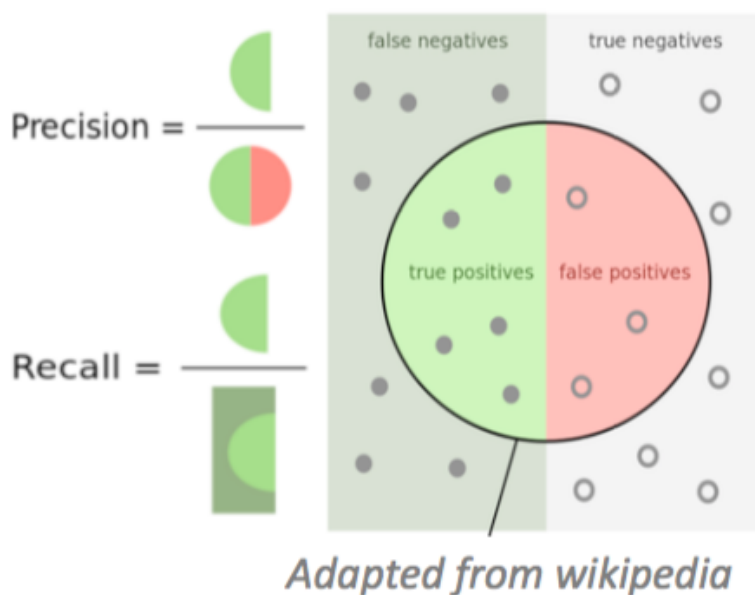 false negatives
true negatives
Precision =
true positives
false positives
Recall =
Adapted from wikipedia